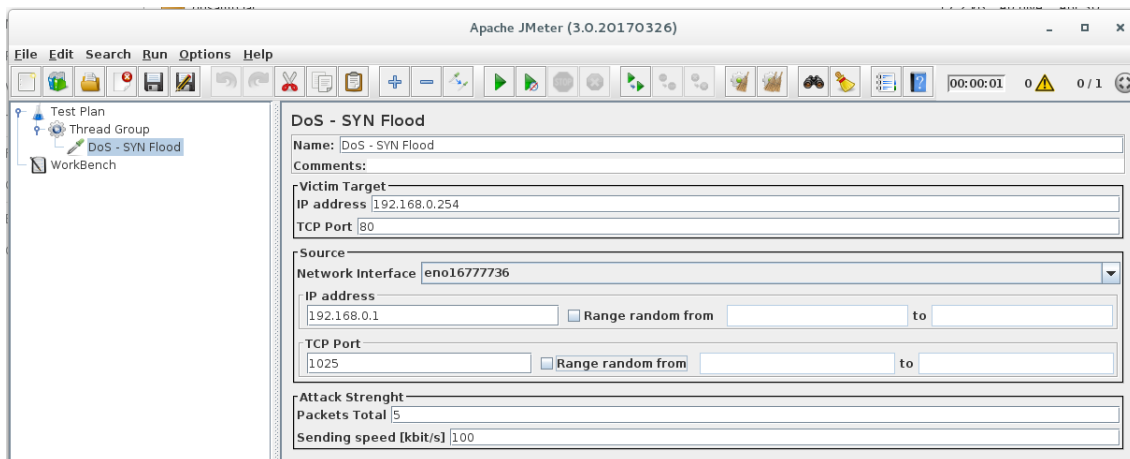 Apache JMeter (3.0.20170326)
File Edit Search Run Options Help
00:00:01 0 0 / 1
Test Plan
Thread Group
DoS - SYN Flood
WorkBench
DoS - SYN Flood
Name: DoS - SYN Flood
Comments:
Victim Target
IP address 192.168.0.254
TCP Port 80
Source
Network Interface eno16777736
IP address
192.168.0.1 Range random from to
TCP Port
1025 Range random from to
Attack Strenght
Packets Total 5
Sending speed [kbit/s] 100